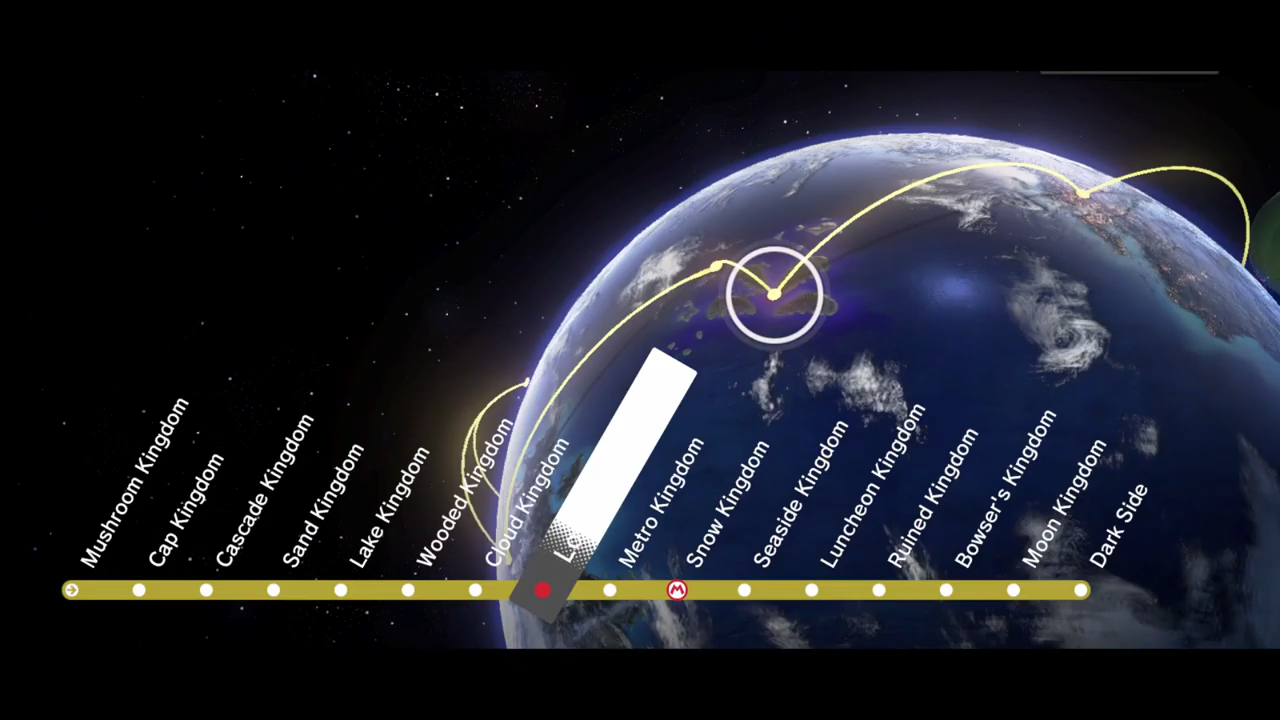 Mushroom Kingdom
Cap Kingdom
Cascade Kingdom
Sand Kingdom
Lake Kingdom
Wooded Kingdom
Cloud Kingdom
L
Metro Kingdom
Snow Kingdom
Seaside Kingdom
Luncheon Kingdom
Ruined Kingdom
Bowser's Kingdom
Moon Kingdom
Dark Side